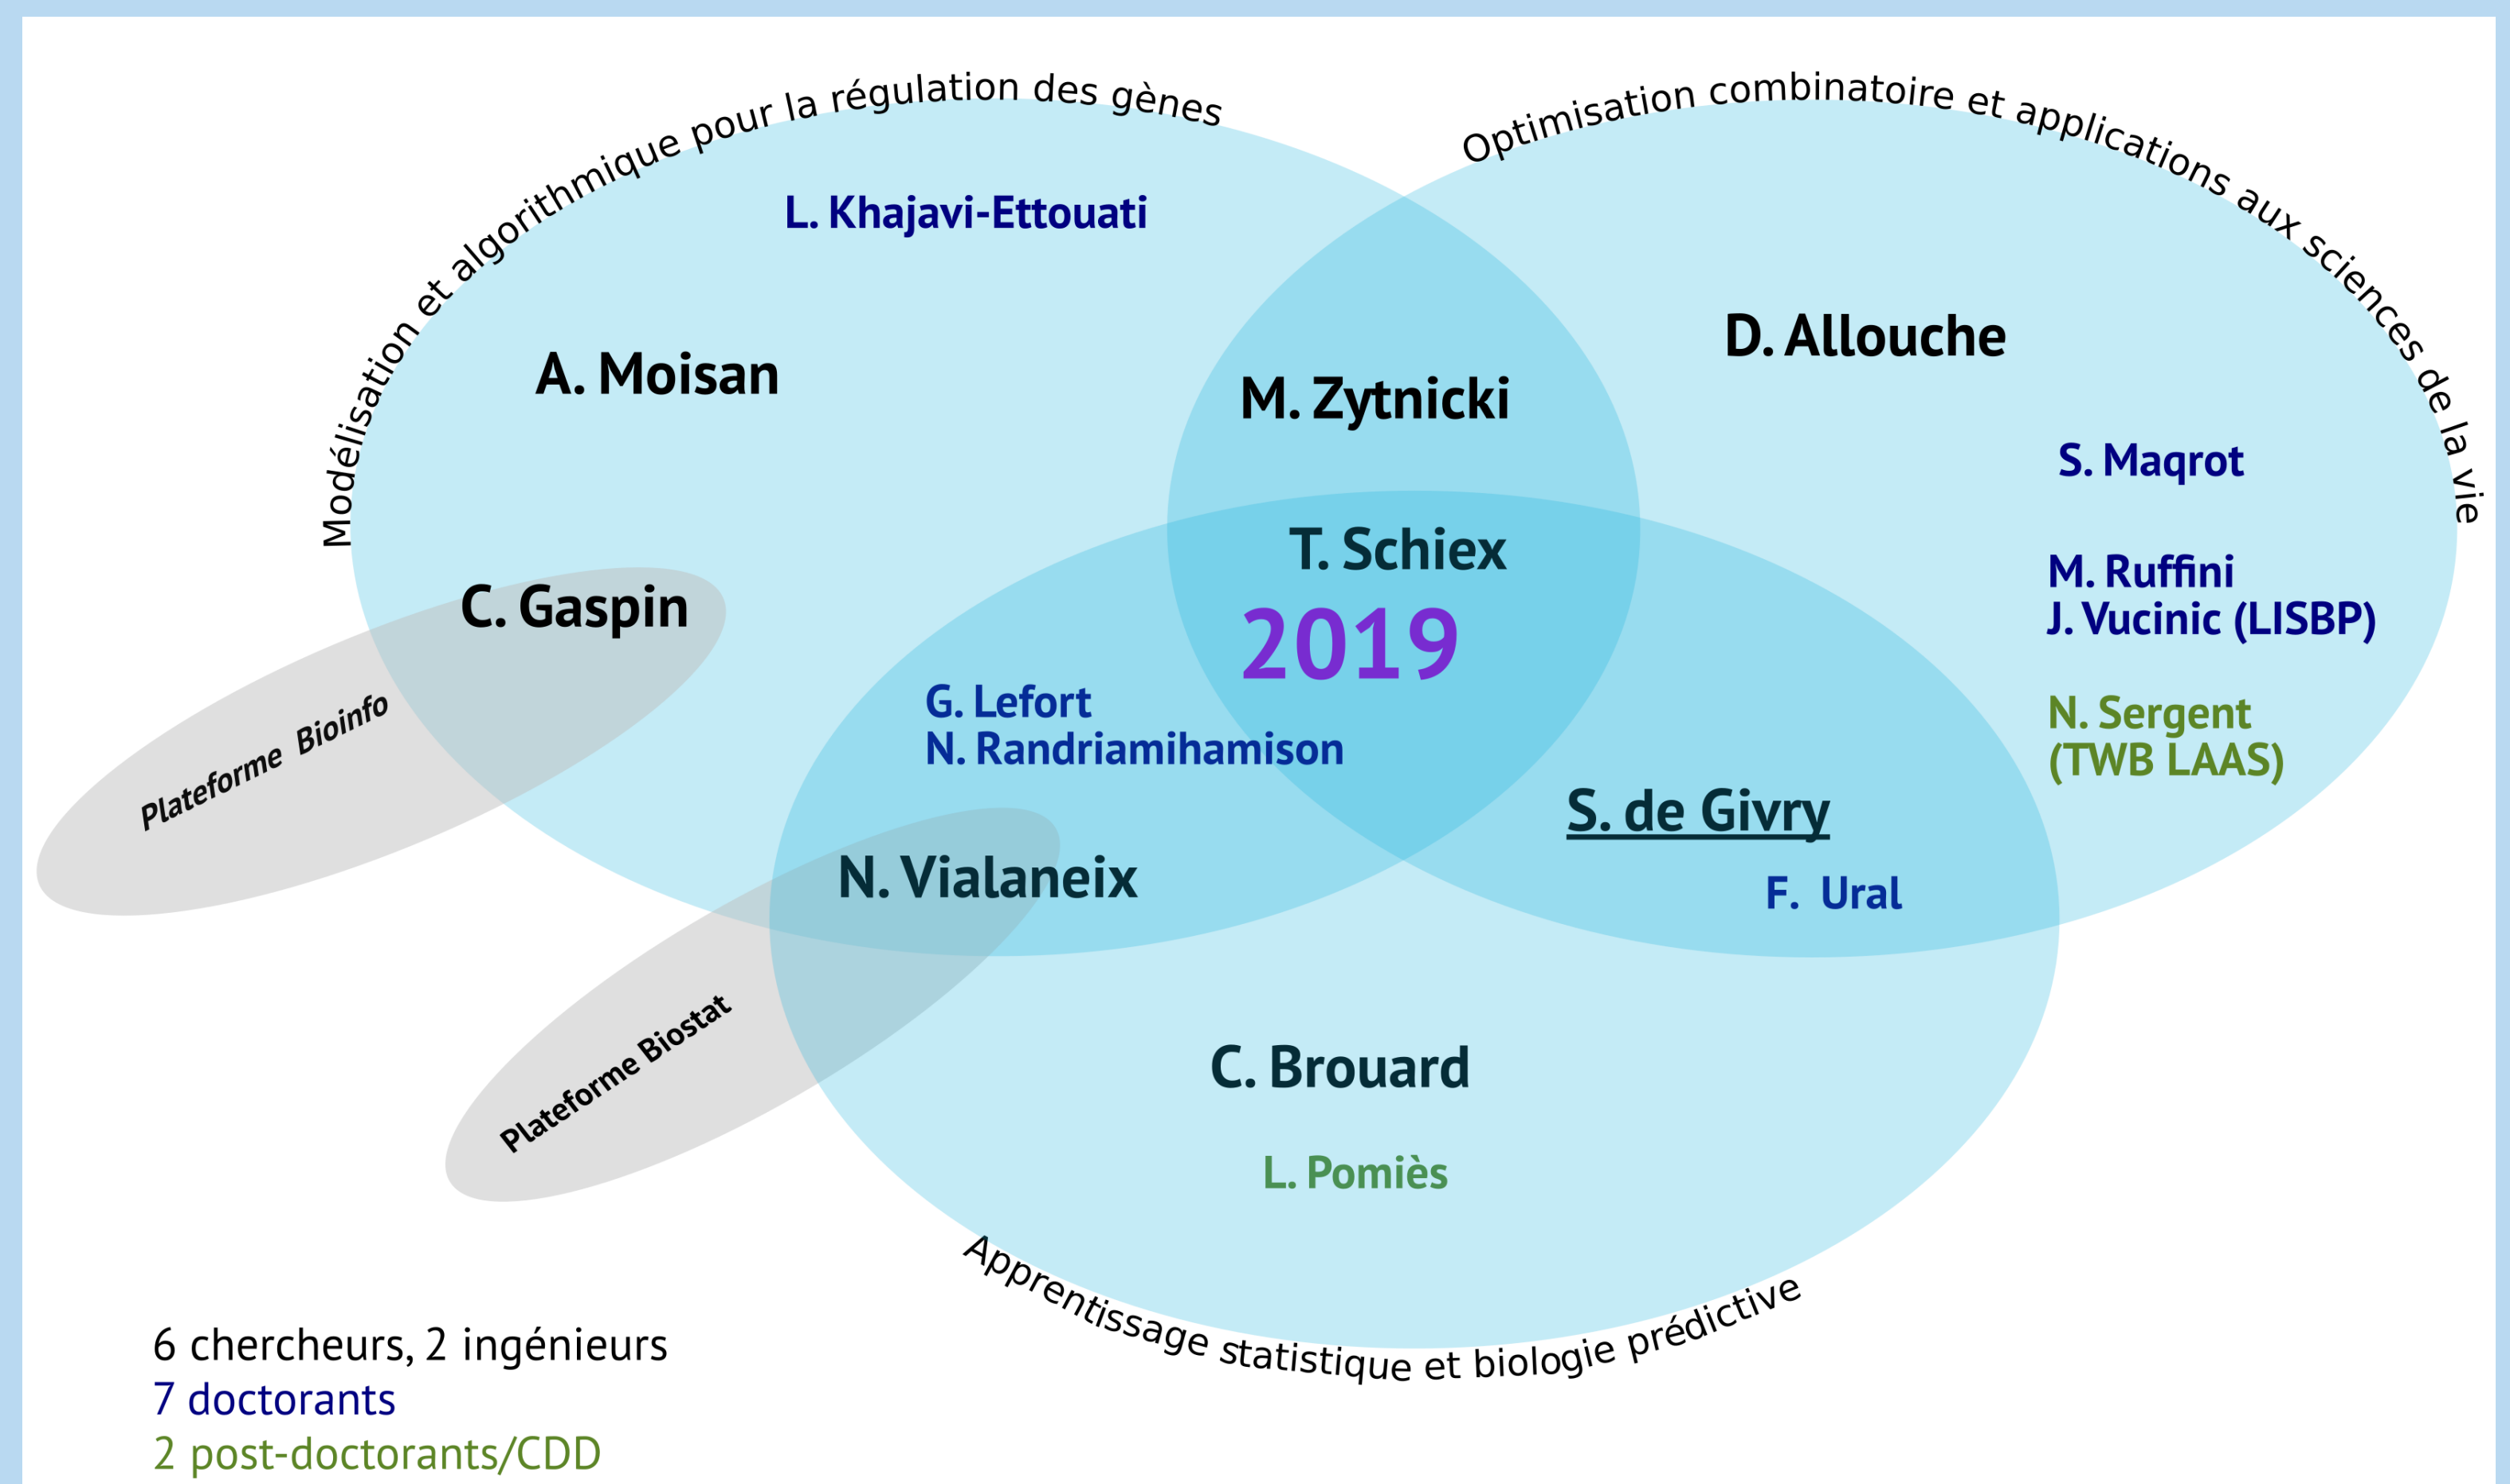 Modélisation et algorithmique pour la régulation des gènes
Optimisation combinatoire et applications aux sciences de la vie
L. Khajavi-Ettouati
D. Allouche
A. Moisan
M. Zytnicki
S. Maqrot
T. Schiex
M. Ruffini
J. Vucinic (LISBP)
C. Gaspin
2019
G. Lefort
N. Randriamihamison
N. Sergent
(TWB LAAS)
Plateforme Bioinfo
S. de Givry
N. Vialaneix
F. Ural
Plateforme Biostat
C. Brouard
L. Pomiès
Apprentissage statistique et biologie prédictive
6 chercheurs, 2 ingénieurs
7 doctorants
2 post-doctorants/CDD